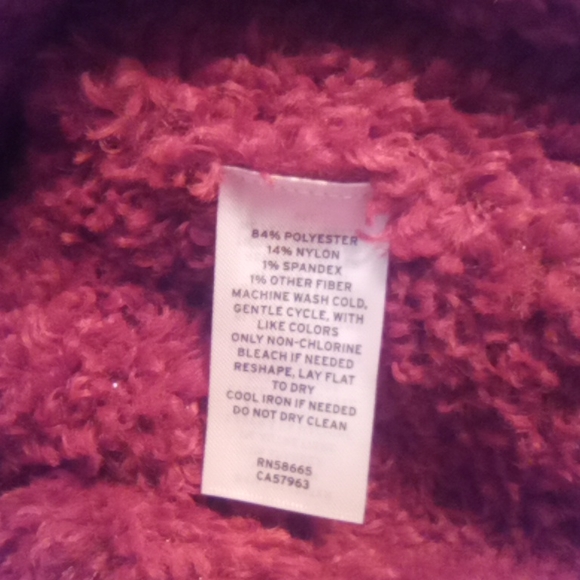 84% POLYESTER
14% NYLON
1% SPANDEX
1% OTHER FIBER
MACHINE WASH COLD,
GENTLE CYCLE, WITH
LIKE COLORS
ONLY NON-CHLORINE
BLEACH IF NEEDED
RESHAPE, LAY FLAT
TO DRY
COOL IRON IF NEEDED
DO NOT DRY CLEAN
RN58665
CA57963